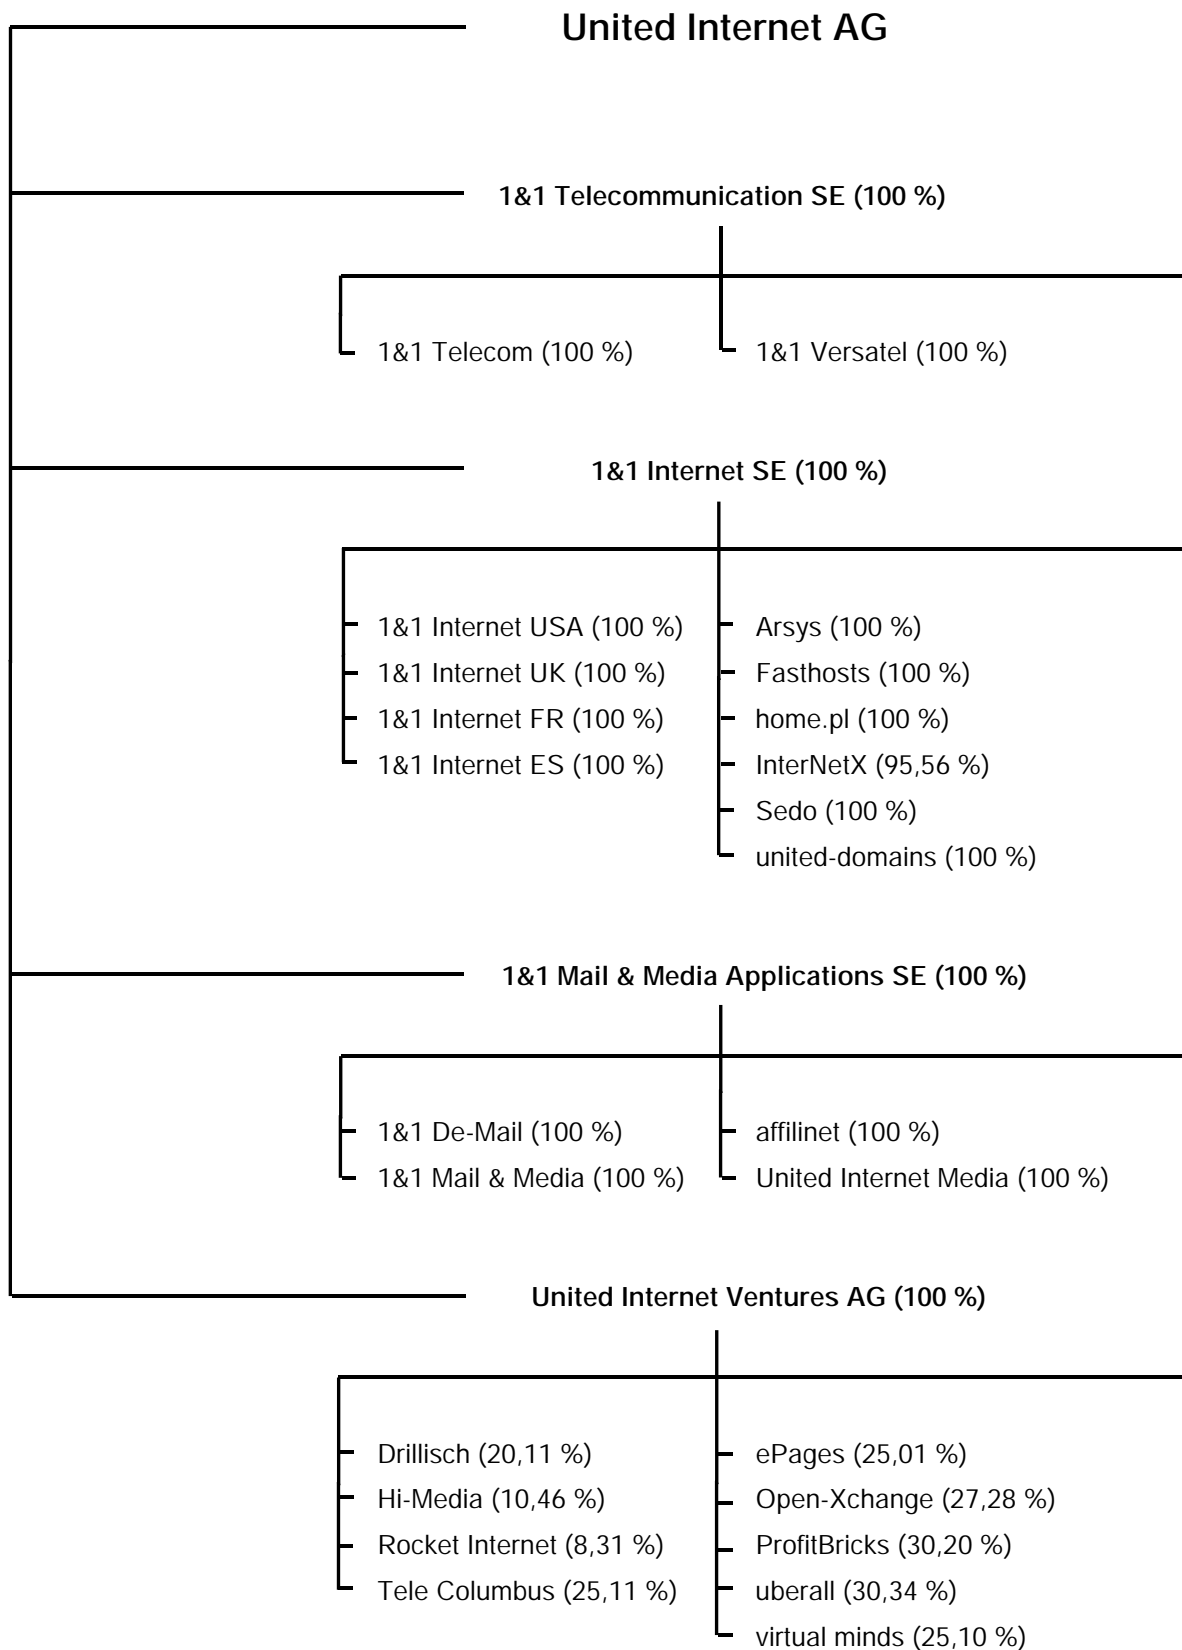 United Internet AG
1&1 Telecommunication SE (100 %)
1&1 Telecom (100 %)
1&1 Versatel (100 %)
1&1 Internet SE (100 %)
1&1 Internet USA (100 %)
1&1 Internet UK (100 %)
1&1 Internet FR (100 %)
1&1 Internet ES (100 %)
Arsys (100 %)
Fasthosts (100 %)
home.pl (100 %)
InterNetX (95,56 %)
Sedo (100 %)
united-domains (100 %)
1&1 Mail & Media Applications SE (100 %)
1&1 De-Mail (100 %)
1&1 Mail & Media (100 %)
affilinet (100 %)
United Internet Media (100 %)
United Internet Ventures AG (100 %)
Drillisch (20,11 %)
Hi-Media (10,46 %)
Rocket Internet (8,31 %)
Tele Columbus (25,11 %)
ePages (25,01 %)
Open-Xchange (27,28 %)
ProfitBricks (30,20 %)
uberall (30,34 %)
virtual minds (25,10 %)